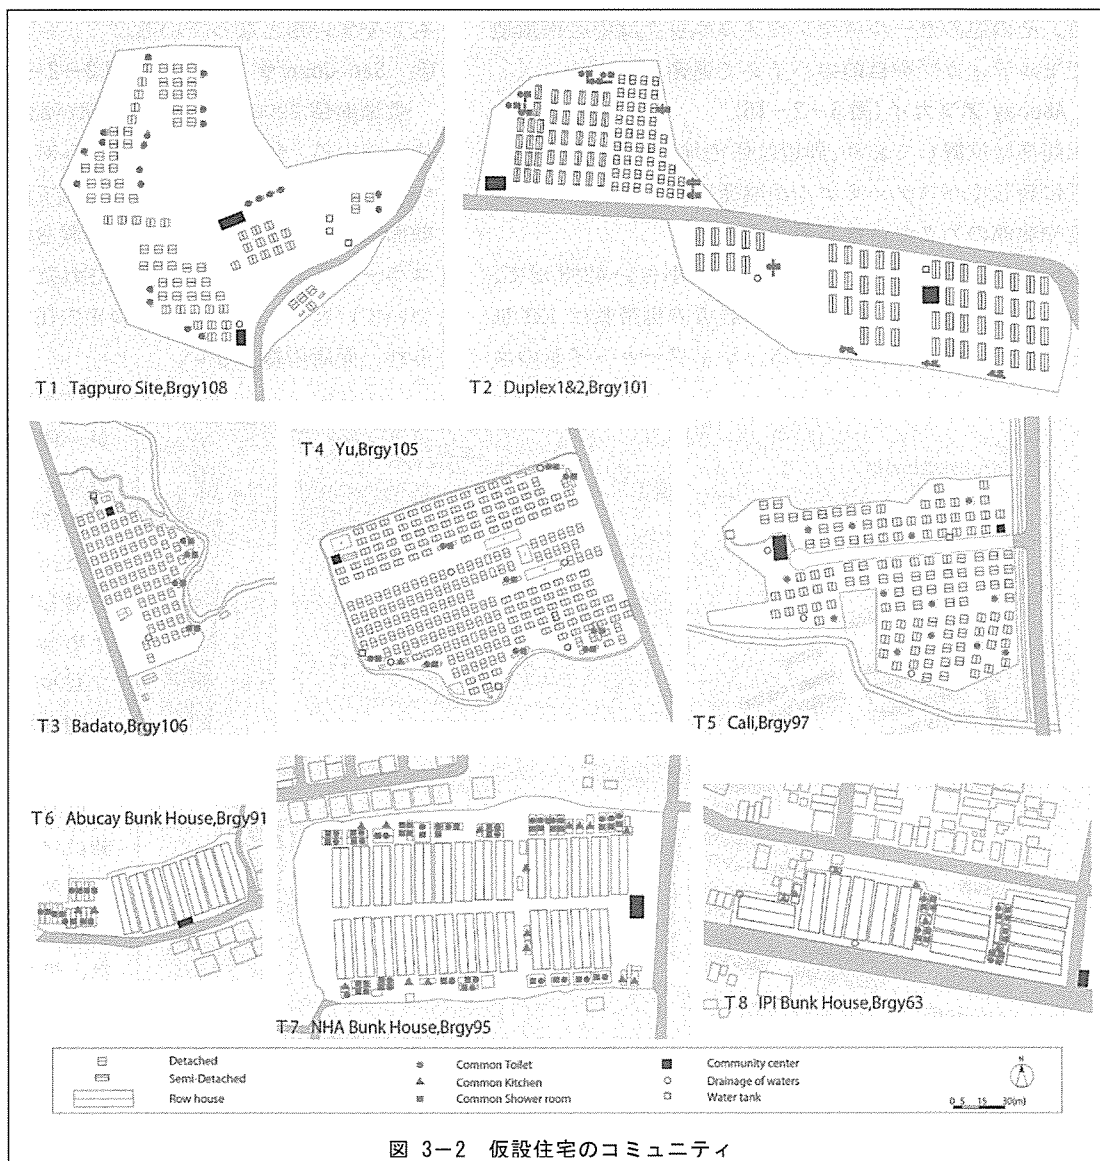 T1 Tagpuro Site,Brgy108
T2 Duplex1&2,Brgy101
T3 Badato,Brgy106
T4 Yu,Brgy105
T5 Cali,Brgy97
T6 Abucay Bunk House,Brgy91
T7 NHA Bunk House,Brgy95
T8 IPI Bunk House,Brgy63
Detached
Semi-Detached
Row house
Common Toilet
Common Kitchen
Common Shower room
Community center
Drainage of waters
Water tank
N
0 5 15 30(m)
図 3-2 仮設住宅のコミュニティ